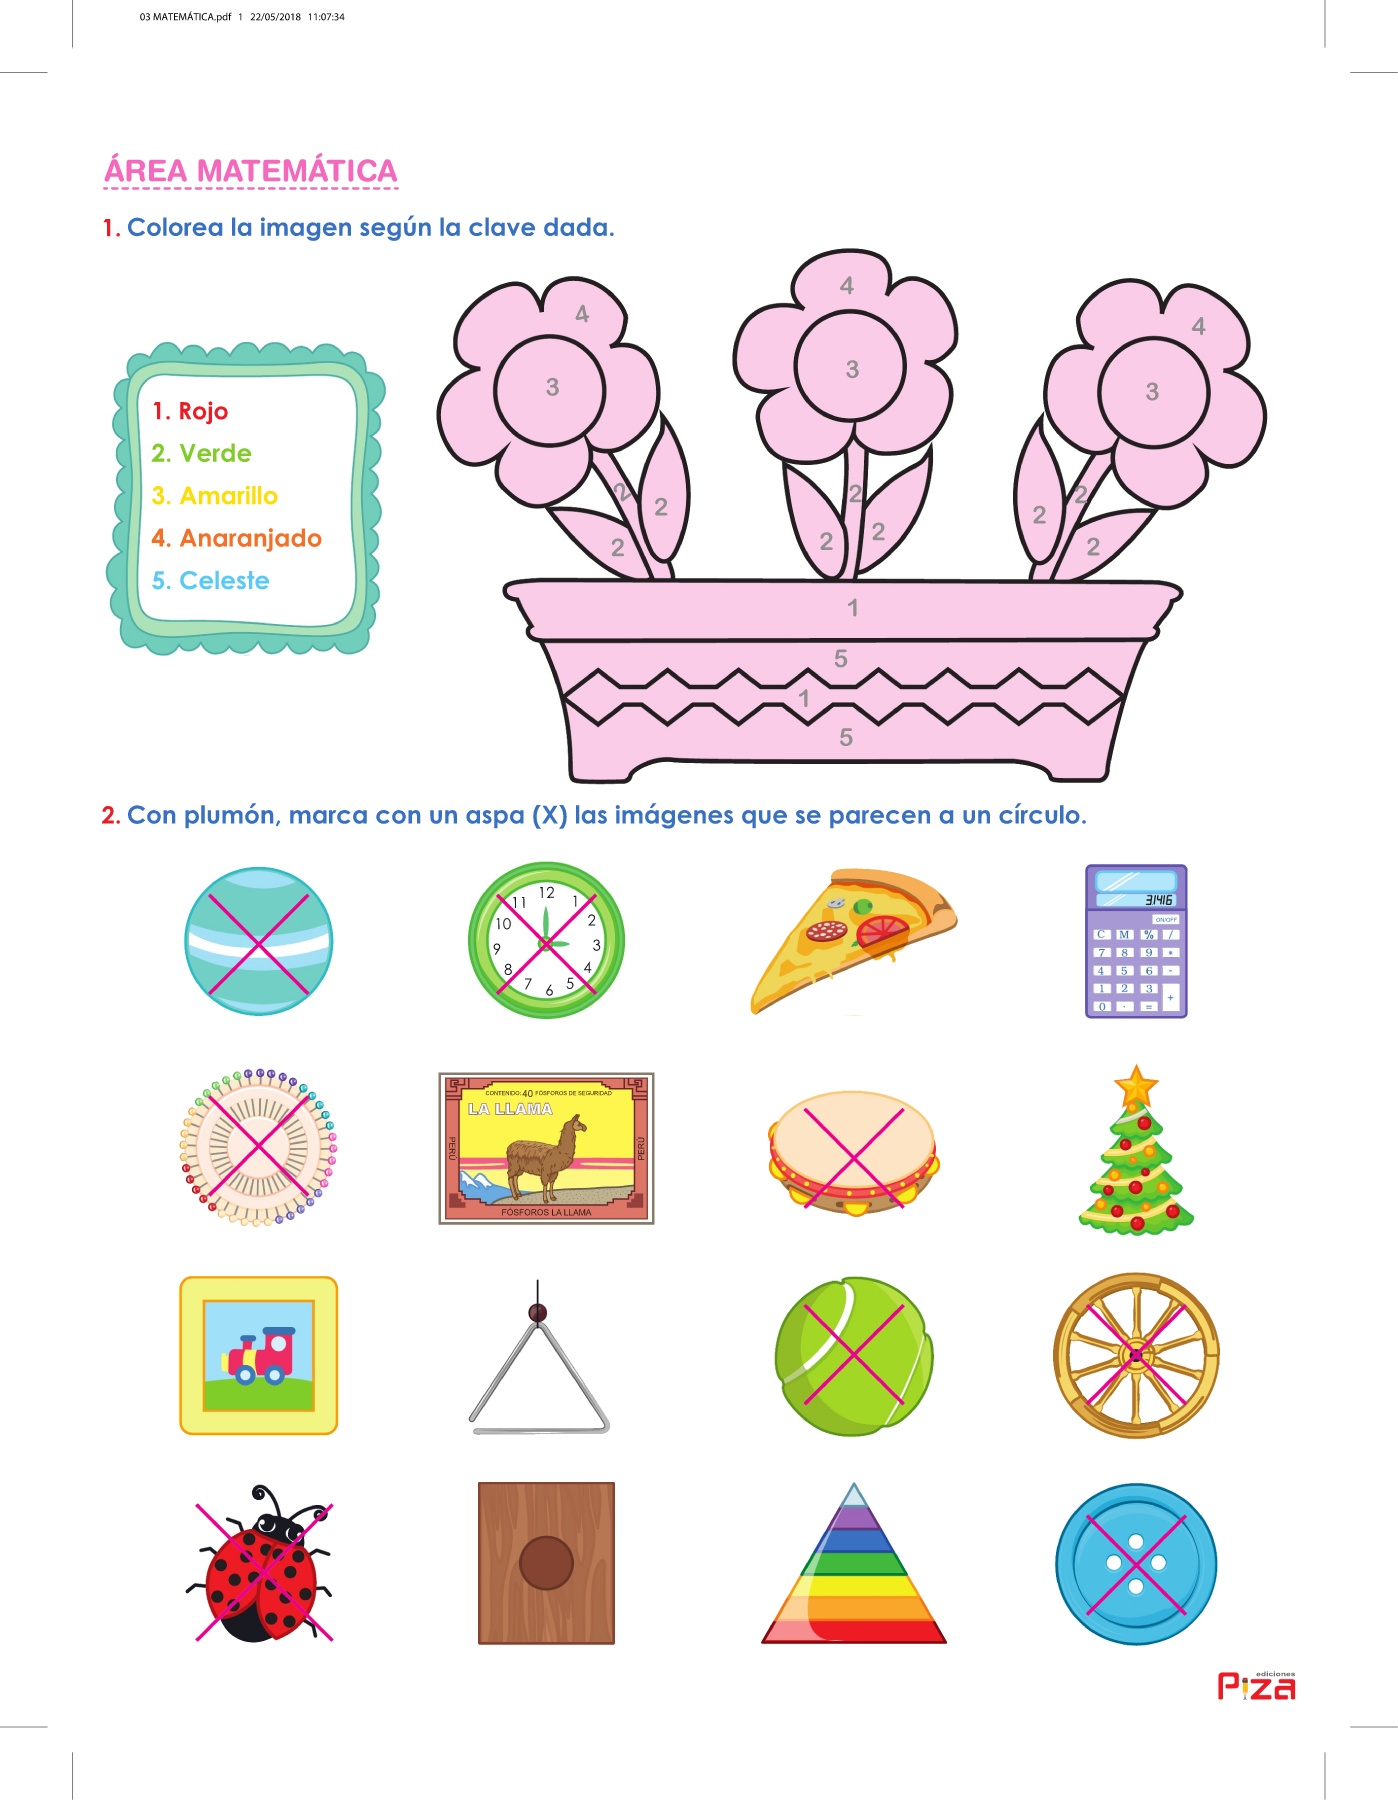 03 MATEMÁTICA.pdf 1 22/05/2018 11:07:34
ÁREA MATEMÁTICA
1. Colorea la imagen según la clave dada.
1. Rojo
2. Verde
3. Amarillo
4. Anaranjado
5. Celeste
4
4
4
3
3
3
2
2
2
2
2
2
2
2
2
1
5
1
5
2. Con plumón, marca con un aspa (X) las imágenes que se parecen a un círculo.
12
11 1
10 2
9 3
8 4
7 6 5
3.1416
ON/OFF
C M % /
7 8 9 *
4 5 6 -
1 2 3 +
0 . =
CONTENIDO: 40 FÓSFOROS DE SEGURIDAD
LA LLAMA
PERÚ
PERÚ
FÓSFOROS LA LLAMA
ediciones
Piza